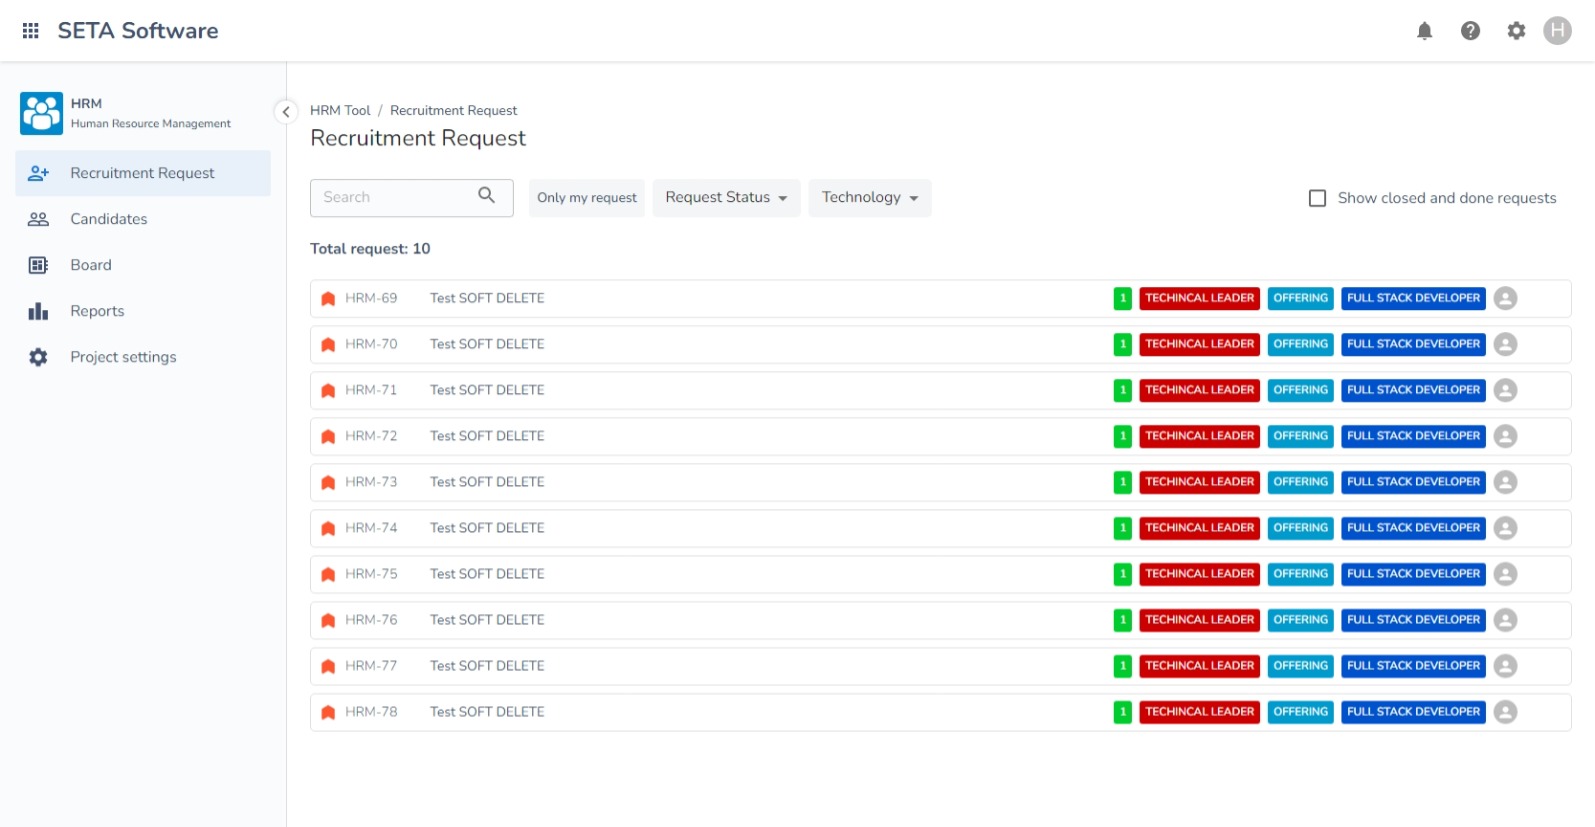 SETA Software
H
HRM
Human Resource Management
Recruitment Request
Candidates
Board
Reports
Project settings
HRM Tool / Recruitment Request
Recruitment Request
Search Only my request Request Status Technology Show closed and done requests
Total request: 10
HRM-69 Test SOFT DELETE 1 TECHINCAL LEADER OFFERING FULL STACK DEVELOPER
HRM-70 Test SOFT DELETE 1 TECHINCAL LEADER OFFERING FULL STACK DEVELOPER
HRM-71 Test SOFT DELETE 1 TECHINCAL LEADER OFFERING FULL STACK DEVELOPER
HRM-72 Test SOFT DELETE 1 TECHINCAL LEADER OFFERING FULL STACK DEVELOPER
HRM-73 Test SOFT DELETE 1 TECHINCAL LEADER OFFERING FULL STACK DEVELOPER
HRM-74 Test SOFT DELETE 1 TECHINCAL LEADER OFFERING FULL STACK DEVELOPER
HRM-75 Test SOFT DELETE 1 TECHINCAL LEADER OFFERING FULL STACK DEVELOPER
HRM-76 Test SOFT DELETE 1 TECHINCAL LEADER OFFERING FULL STACK DEVELOPER
HRM-77 Test SOFT DELETE 1 TECHINCAL LEADER OFFERING FULL STACK DEVELOPER
HRM-78 Test SOFT DELETE 1 TECHINCAL LEADER OFFERING FULL STACK DEVELOPER